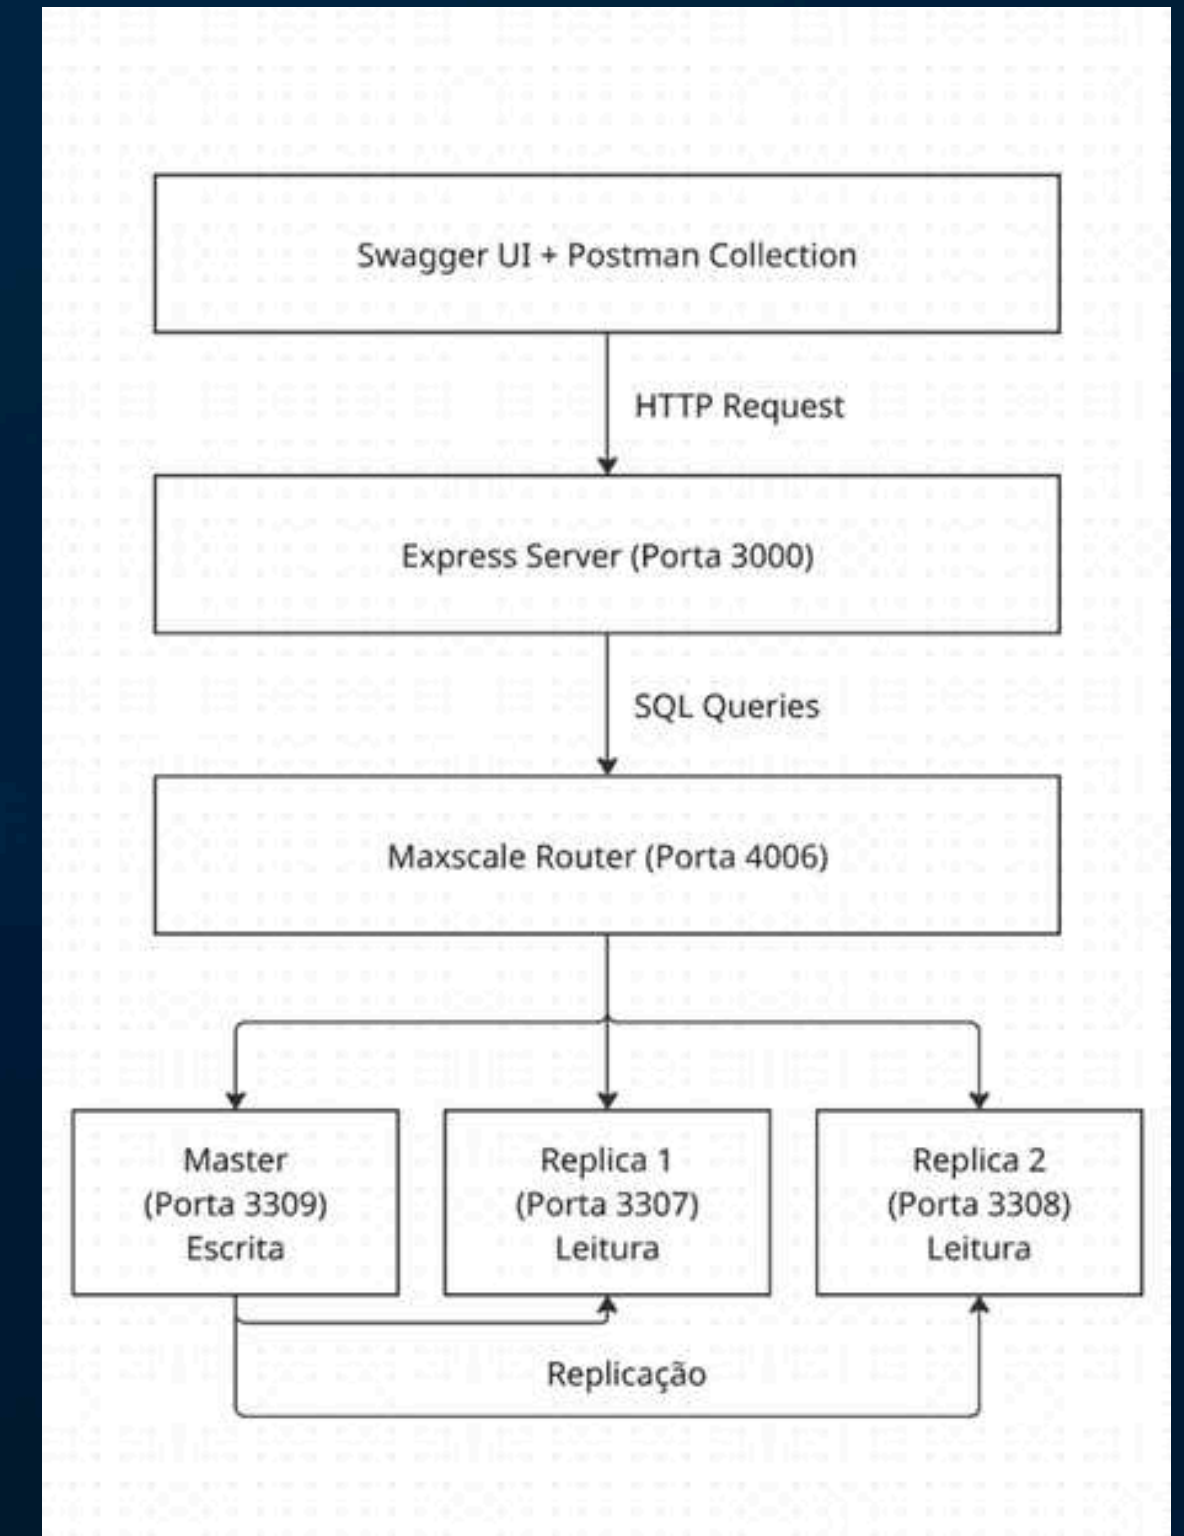 Swagger UI + Postman Collection
HTTP Request
Express Server (Porta 3000)
SQL Queries
Maxscale Router (Porta 4006)
Master
(Porta 3309)
Escrita
Replica 1
(Porta 3307)
Leitura
Replica 2
(Porta 3308)
Leitura
Replicação